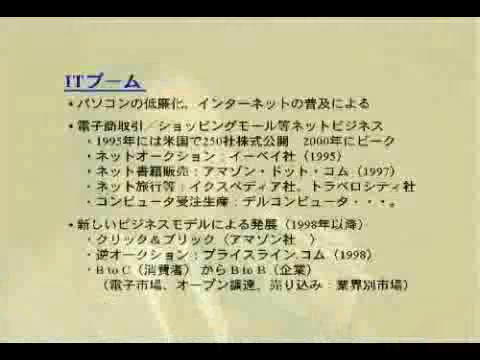 ITブーム
・パソコンの低廉化、インターネットの普及による
・電子商取引／ショッピングモール等ネットビジネス
・1995年には米国で250社株式公開 2000年にピーク
・ネットオークション：イーベイ社（1995）
・ネット書籍販売：アマゾン・ドット・コム（1997）
・ネット旅行等：イクスペディア社、トラベロシティ社
・コンピュータ受注生産：デルコンピュータ・・・。
・新しいビジネスモデルによる発展（1998年以降）
・クリック＆ブリック（アマゾン社　）
・逆オークション：プライスライン.コム（1998）
・B to C（消費者） から B to B（企業）
（電子市場、オープン調達、売り込み：業界別市場）